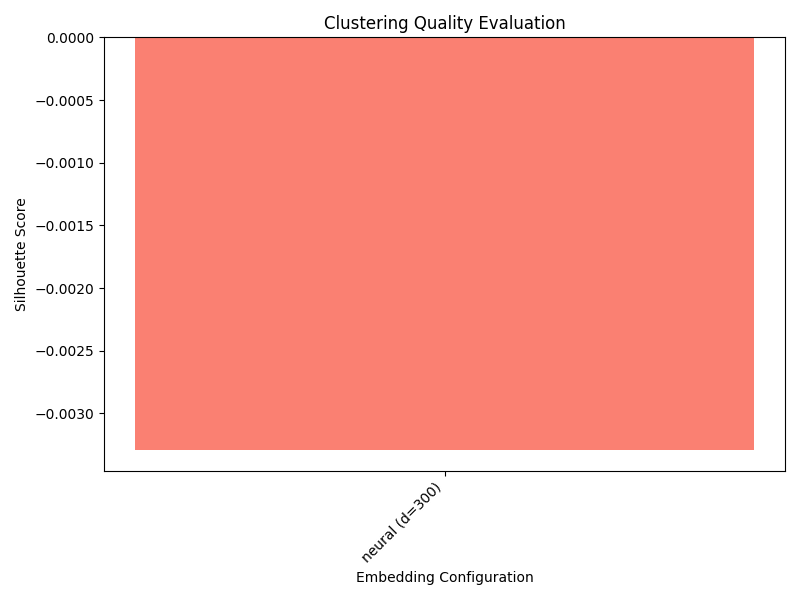 Clustering Quality Evaluation
0.0000
−0.0005
−0.0010
−0.0015
−0.0020
−0.0025
−0.0030
Silhouette Score
neural (d=300)
Embedding Configuration